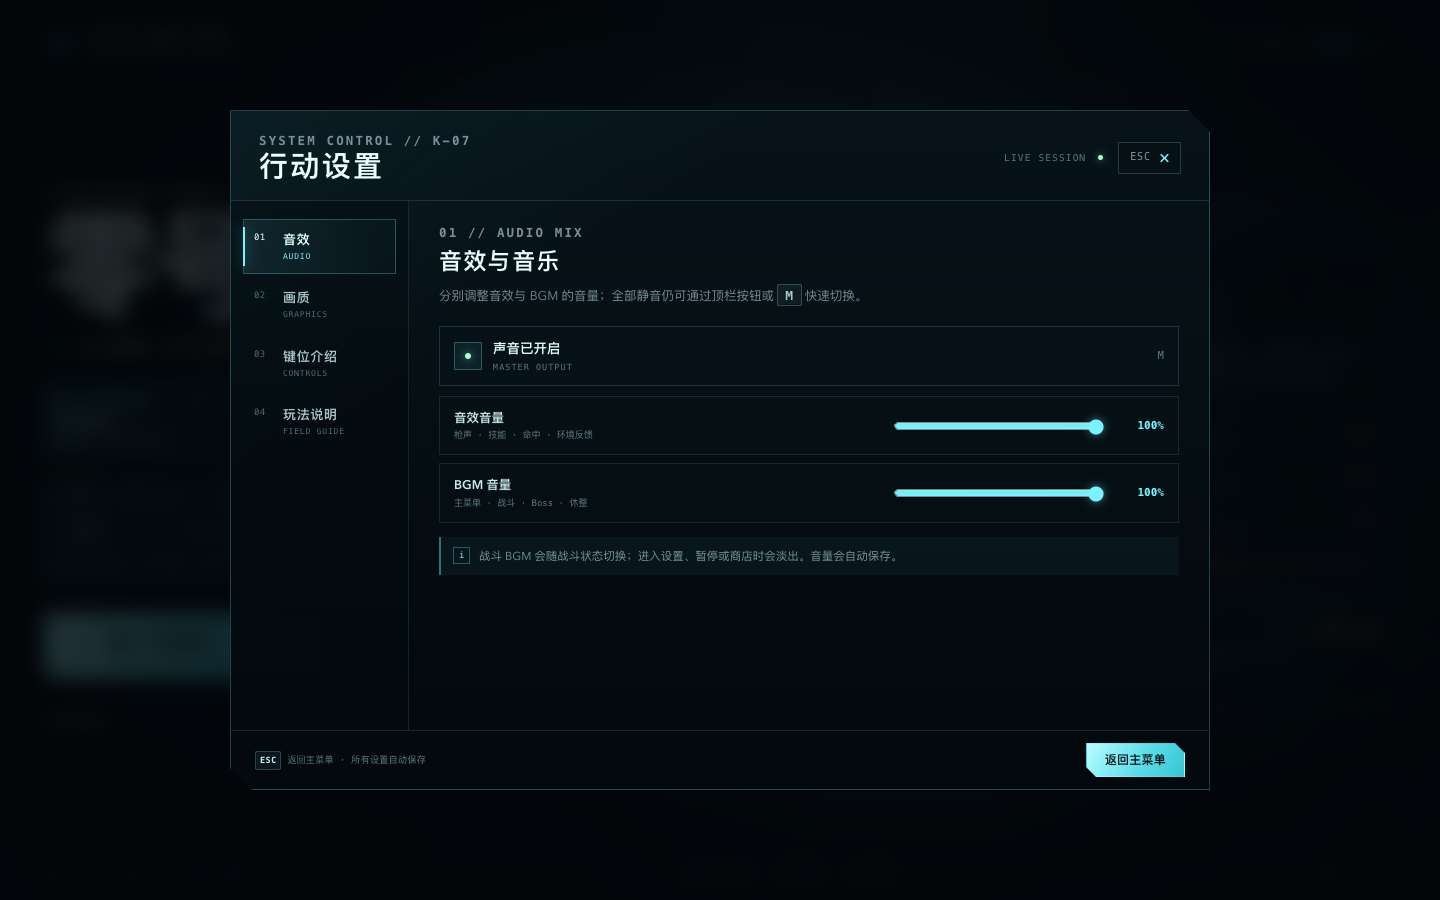 SYSTEM CONTROL // K-07
行动设置
LIVE SESSION
ESC ×
01 音效
AUDIO
02 画质
GRAPHICS
03 键位介绍
CONTROLS
04 玩法说明
FIELD GUIDE
01 // AUDIO MIX
音效与音乐
分别调整音效与 BGM 的音量；全部静音仍可通过顶栏按钮或 M 快速切换。
声音已开启
MASTER OUTPUT
M
音效音量
枪声 · 技能 · 命中 · 环境反馈
100%
BGM 音量
主菜单 · 战斗 · Boss · 休整
100%
i 战斗 BGM 会随战斗状态切换；进入设置、暂停或商店时会淡出。音量会自动保存。
ESC 返回主菜单 · 所有设置自动保存
返回主菜单